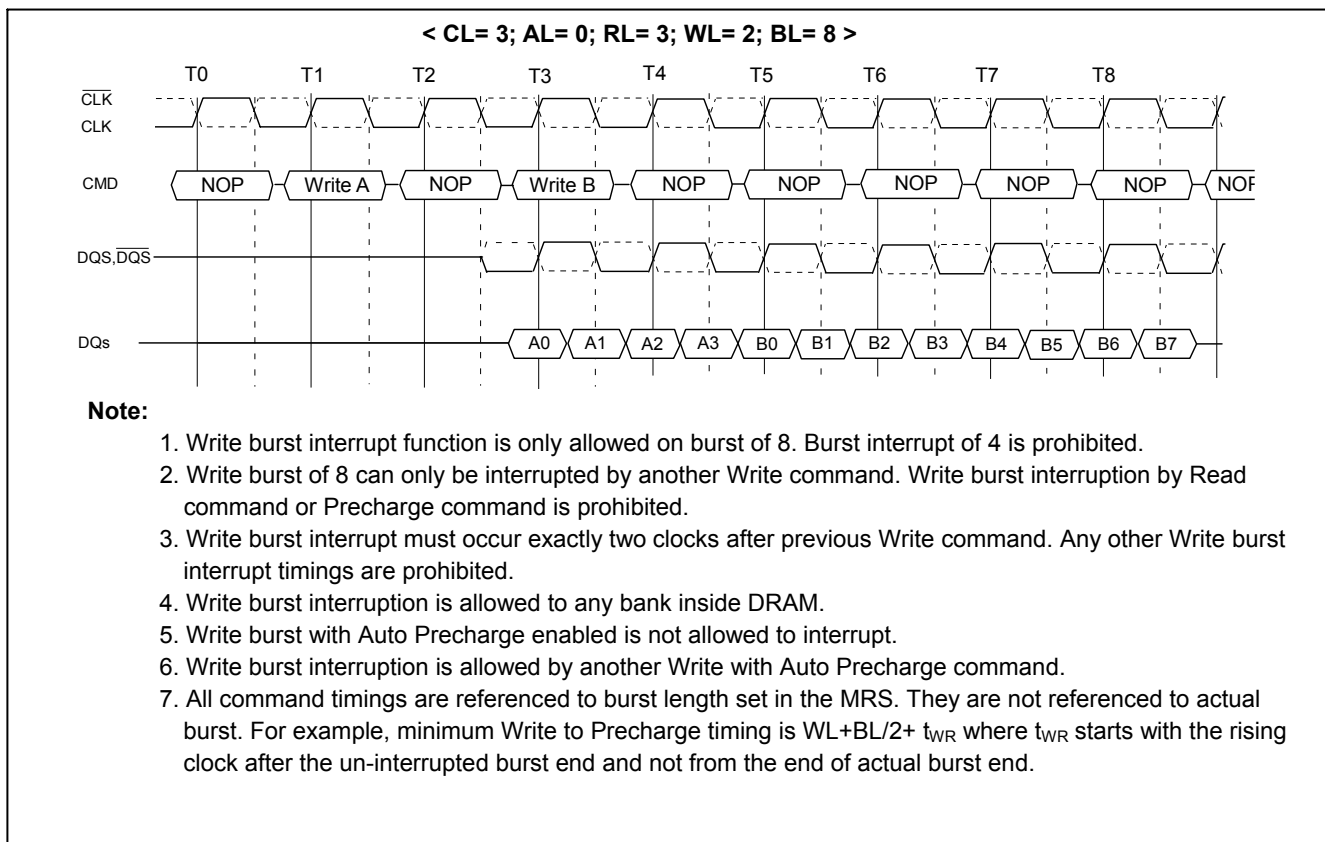 < CL= 3; AL= 0; RL= 3; WL= 2; BL= 8 >
T0 T1 T2 T3 T4 T5 T6 T7 T8
CLK
CLK
CMD NOP Write A NOP Write B NOP NOP NOP NOP NOP NOP
DQS,DQS
DQs A0 A1 A2 A3 B0 B1 B2 B3 B4 B5 B6 B7
Note:
1. Write burst interrupt function is only allowed on burst of 8. Burst interrupt of 4 is prohibited.
2. Write burst of 8 can only be interrupted by another Write command. Write burst interruption by Read
command or Precharge command is prohibited.
3. Write burst interrupt must occur exactly two clocks after previous Write command. Any other Write burst
interrupt timings are prohibited.
4. Write burst interruption is allowed to any bank inside DRAM.
5. Write burst with Auto Precharge enabled is not allowed to interrupt.
6. Write burst interruption is allowed by another Write with Auto Precharge command.
7. All command timings are referenced to burst length set in the MRS. They are not referenced to actual
burst. For example, minimum Write to Precharge timing is WL+BL/2+ tWR where tWR starts with the rising
clock after the un-interrupted burst end and not from the end of actual burst end.